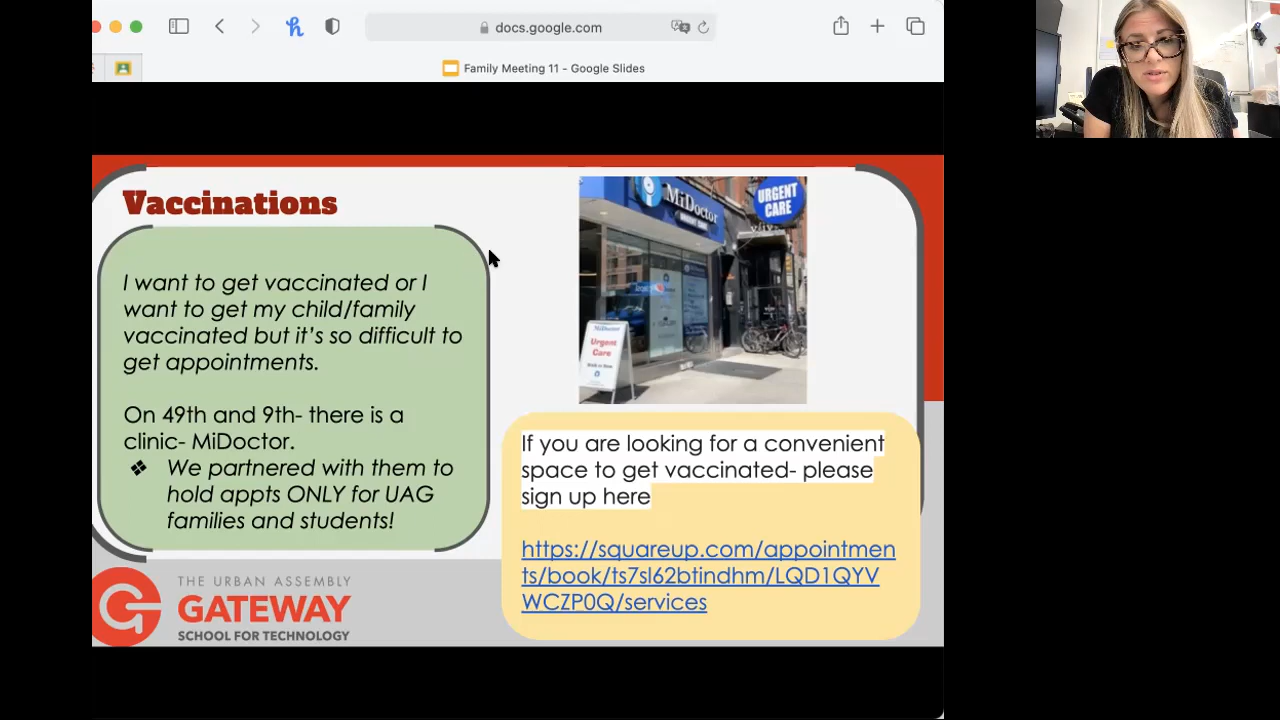 docs.google.com
Family Meeting 11 - Google Slides
Vaccinations
MiDoctor
URGENT
CARE
I want to get vaccinated or I
want to get my child/family
vaccinated but it's so difficult to
get appointments.
On 49th and 9th- there is a
clinic- MiDoctor.
❖ We partnered with them to
hold appts ONLY for UAG
families and students!
MiDoctor
Urgent
Care
If you are looking for a convenient
space to get vaccinated- please
sign up here
https://squareup.com/appointmen
ts/book/ts7sl62btindhm/LQD1QYV
WCZP0Q/services
THE URBAN ASSEMBLY
GATEWAY
SCHOOL FOR TECHNOLOGY